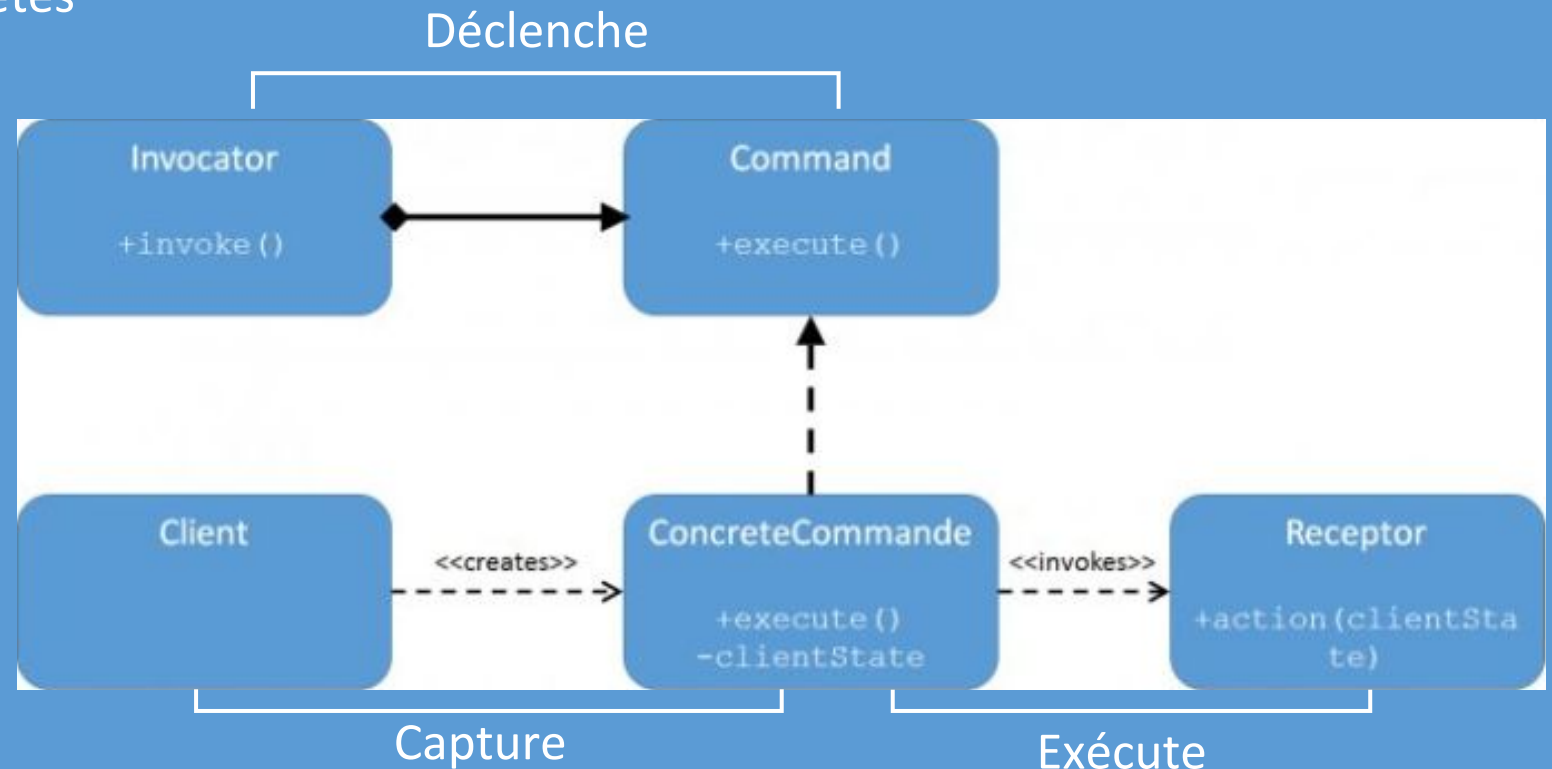 Déclenche
Invocator
+invoke()
Command
+execute()
Client
<<creates>>
ConcreteCommande
+execute()
-clientState
<<invokes>>
Receptor
+action(clientSta
te)
Capture
Exécute